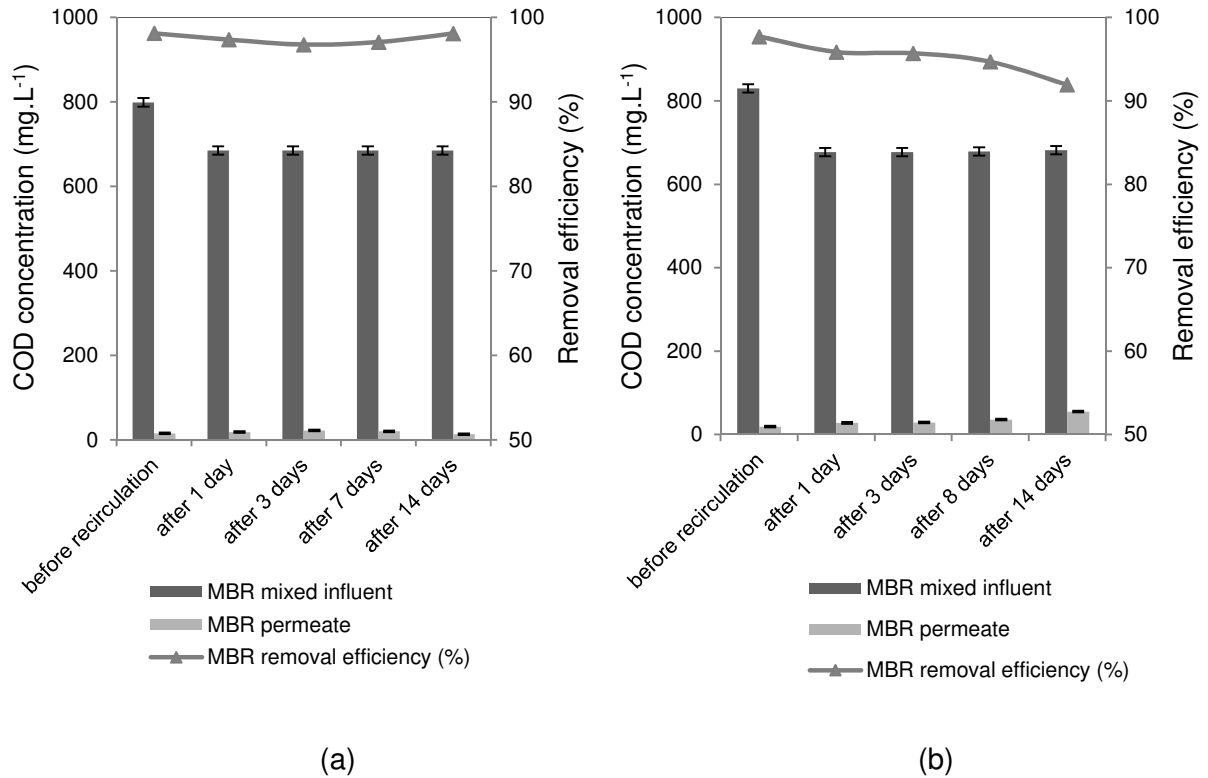 COD concentration (mg.L-1)
1000
800
600
400
200
0
100
90
80
70
60
50
Removal efficiency (%)
before recirculation
after 1 day
after 3 days
after 7 days
after 14 days
MBR mixed influent
MBR permeate
MBR removal efficiency (%)
(a)
COD concentration (mg.L-1)
1000
800
600
400
200
0
100
90
80
70
60
50
Removal efficiency (%)
before recirculation
after 1 day
after 3 days
after 8 days
after 14 days
MBR mixed influent
MBR permeate
MBR removal efficiency (%)
(b)